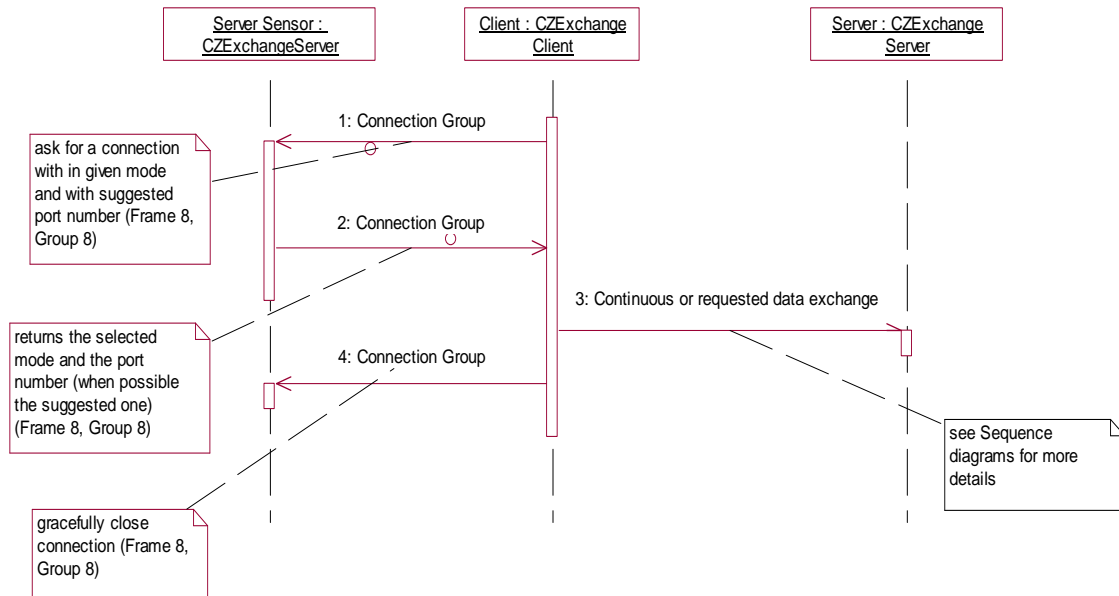 Server Sensor :
CZExchangeServer
Client : CZExchange
Client
Server : CZExchange
Server
1: Connection Group
ask for a connection
with in given mode
and with suggested
port number (Frame 8,
Group 8)
2: Connection Group
3: Continuous or requested data exchange
returns the selected
mode and the port
number (when possible
the suggested one)
(Frame 8, Group 8)
4: Connection Group
see Sequence
diagrams for more
details
gracefully close
connection (Frame 8,
Group 8)